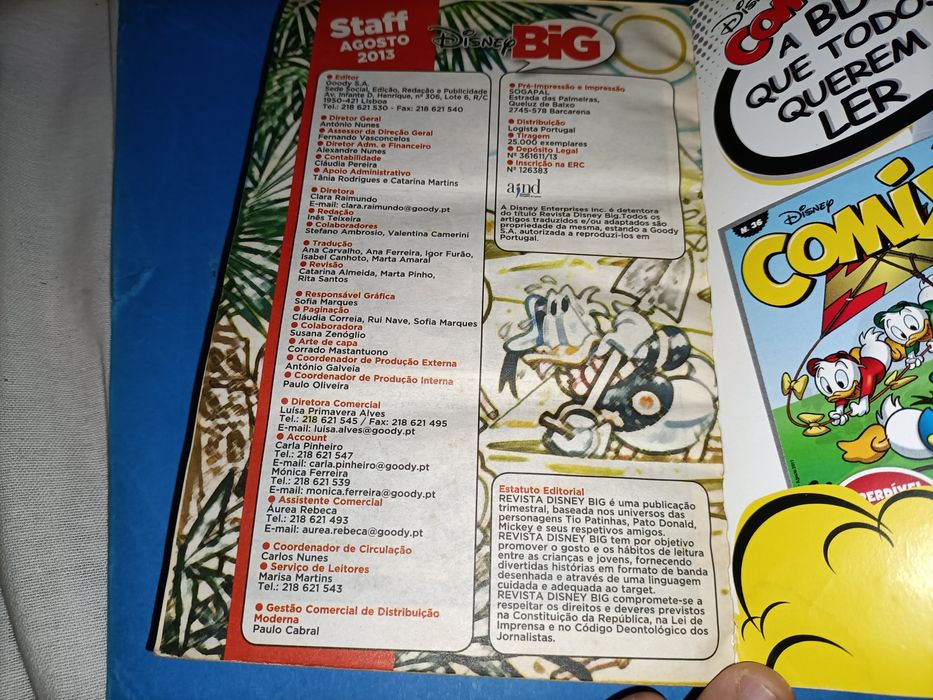 Staff
AGOSTO
2013
Disney BiG
Editor
Goody S.A.
Sede Social, Edição, Redação e Publicidade
Av. Infante D. Henrique, nº 306, Lote 6, R/C
1950-421 Lisboa
Tel.: 218 621 530 - Fax: 218 621 540
Diretor Geral
António Nunes
Assessor da Direção Geral
Fernando Vasconcelos
Diretor Adm. e Financeiro
Alexandre Nunes
Contabilidade
Cláudia Pereira
Apoio Administrativo
Tânia Rodrigues e Catarina Martins
Diretora
Clara Raimundo
E-mail: clara.raimundo@goody.pt
Redação
Inês Teixeira
Colaboradores
Stefano Ambrosio, Valentina Camerini
Tradução
Ana Carvalho, Ana Ferreira, Igor Furão,
Isabel Canhoto, Marta Amaral
Revisão
Catarina Almeida, Marta Pinho,
Rita Santos
Responsável Gráfica
Sofia Marques
Paginação
Cláudia Correia, Rui Nave, Sofia Marques
Colaboradora
Susana Zenóglio
Arte de capa
Corrado Mastantuono
Coordenador de Produção Externa
António Galveia
Coordenador de Produção Interna
Paulo Oliveira
Diretora Comercial
Luísa Primavera Alves
Tel.: 218 621 545 / Fax: 218 621 495
E-mail: luisa.alves@goody.pt
Account
Carla Pinheiro
Tel.: 218 621 547
E-mail: carla.pinheiro@goody.pt
Mónica Ferreira
Tel.: 218 621 539
E-mail: monica.ferreira@goody.pt
Assistente Comercial
Áurea Rebeca
Tel.: 218 621 493
E-mail: aurea.rebeca@goody.pt
Coordenador de Circulação
Carlos Nunes
Serviço de Leitores
Marisa Martins
Tel.: 218 621 543
Gestão Comercial de Distribuição
Moderna
Paulo Cabral
Pré-Impressão e Impressão
SOGAPAL
Estrada das Palmeiras,
Queluz de Baixo
2745-578 Barcarena
Distribuição
Logista Portugal
Tiragem
25.000 exemplares
Depósito Legal
Nº 361611/13
Inscrição na ERC
Nº 126383
A Disney Enterprises Inc. é detentora
do título Revista Disney Big.Todos os
artigos traduzidos e/ou adaptados são
propriedade da mesma, estando a Goody
S.A. autorizada a reproduzi-los em
Portugal.
Estatuto Editorial
REVISTA DISNEY BIG é uma publicação
trimestral, baseada nos universos das
personagens Tio Patinhas, Pato Donald,
Mickey e seus respetivos amigos.
REVISTA DISNEY BIG tem por objetivo
promover o gosto e os hábitos de leitura
entre as crianças e jovens, fornecendo
divertidas histórias em formato de banda
desenhada e através de uma linguagem
cuidada e adequada ao target.
REVISTA DISNEY BIG compromete-se a
respeitar os direitos e deveres previstos
na Constituição da República, na Lei de
Imprensa e no Código Deontológico dos
Jornalistas.
A BD
QUE TODOS
QUEREM
LER
Disney
COMIX